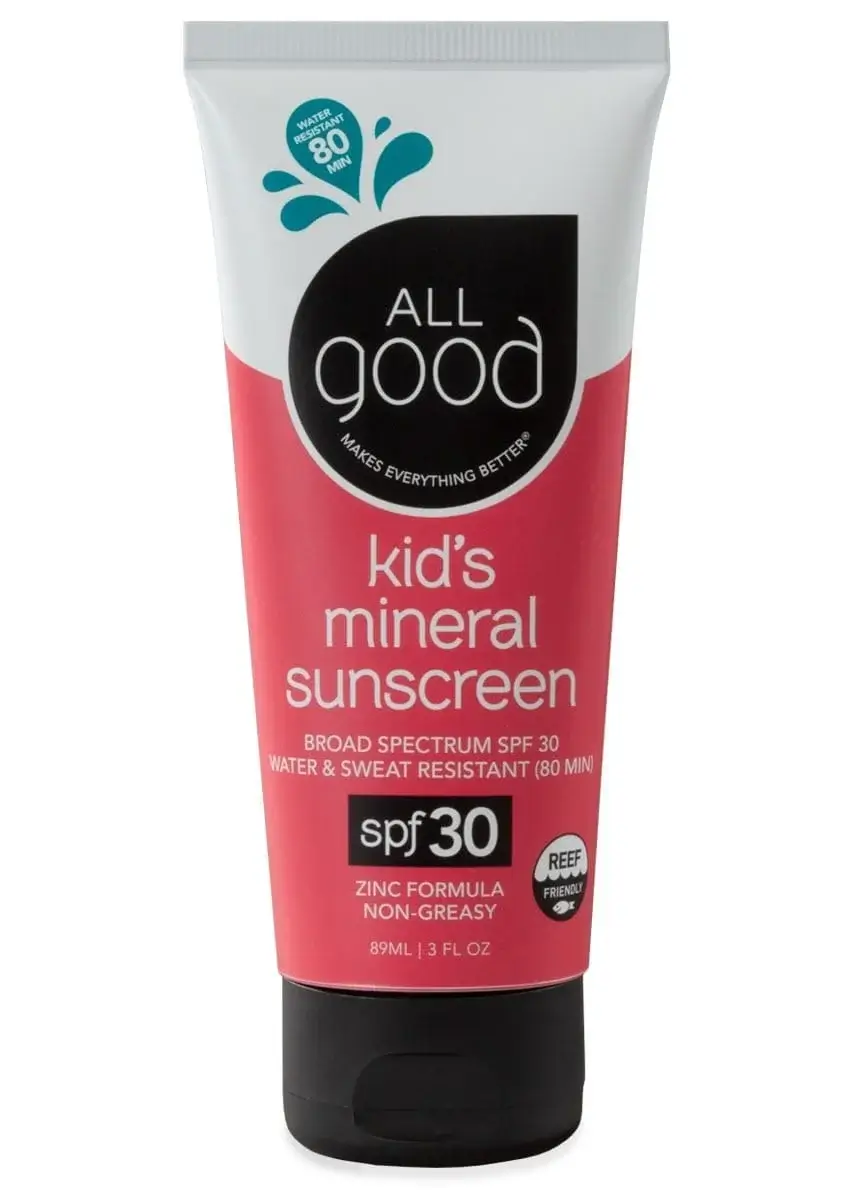 WATER
RESISTANT
80
MIN
ALL
good
MAKES EVERYTHING BETTER®
kid's
mineral
sunscreen
BROAD SPECTRUM SPF 30
WATER & SWEAT RESISTANT (80 MIN)
spf 30
REEF
FRIENDLY
ZINC FORMULA
NON-GREASY
89ML | 3 FL OZ